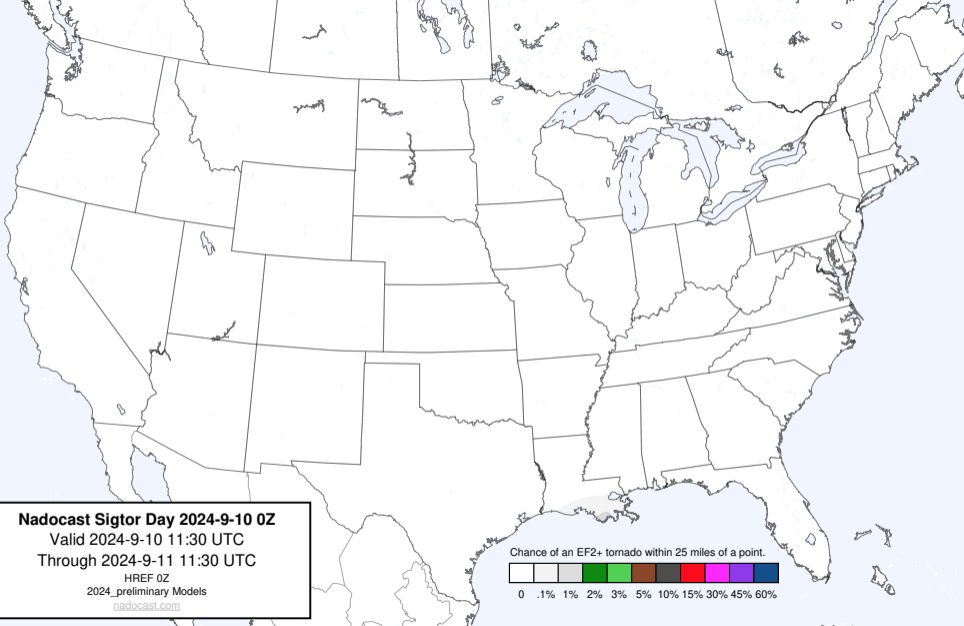 Nadocast Sigtor Day 2024-9-10 0Z
Valid 2024-9-10 11:30 UTC
Through 2024-9-11 11:30 UTC
HREF 0Z
2024_preliminary Models
nadocast.com
Chance of an EF2+ tornado within 25 miles of a point.
0 .1% 1% 2% 3% 5% 10% 15% 30% 45% 60%